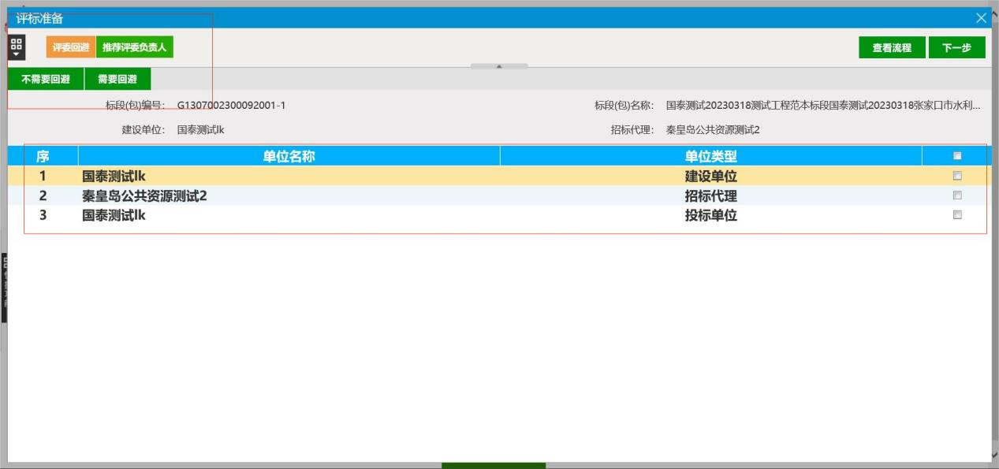 评标准备
评委回避 推荐评委负责人 查看流程 下一步
不需要回避 需要回避
标段(包)编号： G1307002300092001-1 标段(包)名称： 国泰测试20230318测试工程范本标段国泰测试20230318张家口市水利...
建设单位： 国泰测试lk 招标代理： 秦皇岛公共资源测试2
序 单位名称 单位类型
1 国泰测试lk 建设单位
2 秦皇岛公共资源测试2 招标代理
3 国泰测试lk 投标单位